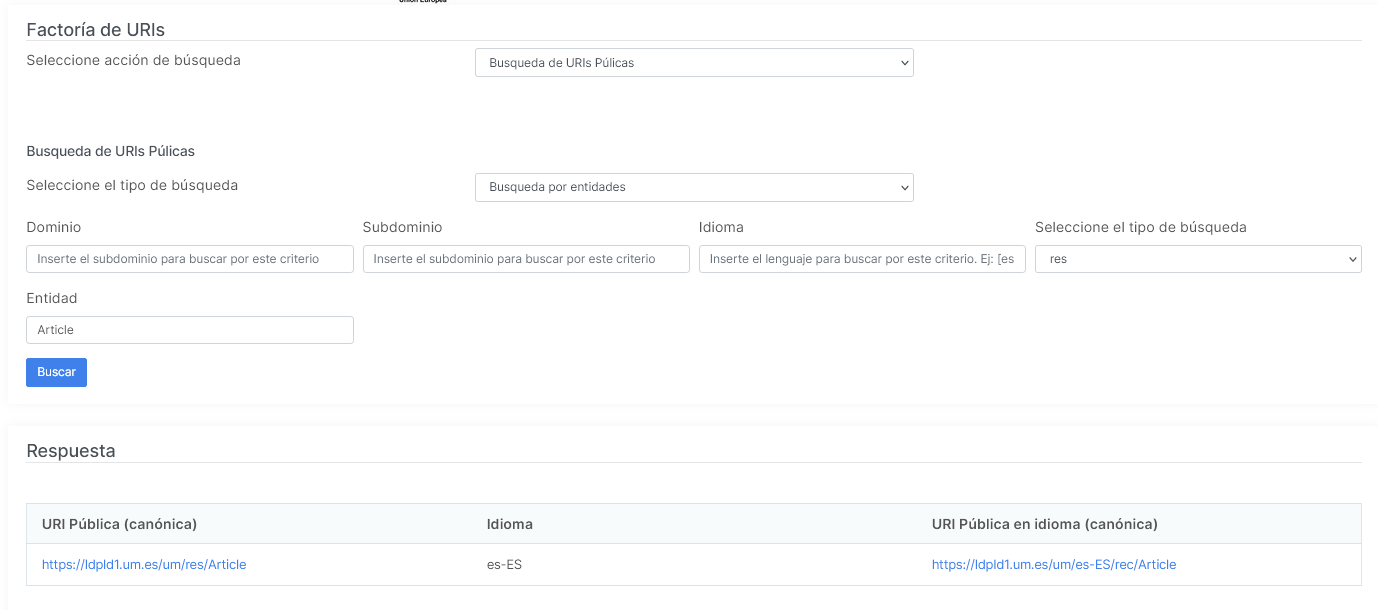 Unión Europea
Factoría de URIs
Seleccione acción de búsqueda
Busqueda de URIs Púlicas
Busqueda de URIs Púlicas
Seleccione el tipo de búsqueda
Busqueda por entidades
Dominio
Subdominio
Idioma
Seleccione el tipo de búsqueda
Inserte el subdominio para buscar por este criterio
Inserte el subdominio para buscar por este criterio
Inserte el lenguaje para buscar por este criterio. Ej: [es
res
Entidad
Article
Buscar
Respuesta
URI Pública (canónica)
Idioma
URI Pública en idioma (canónica)
https://ldpld1.um.es/um/res/Article
es-ES
https://ldpld1.um.es/um/es-ES/rec/Article